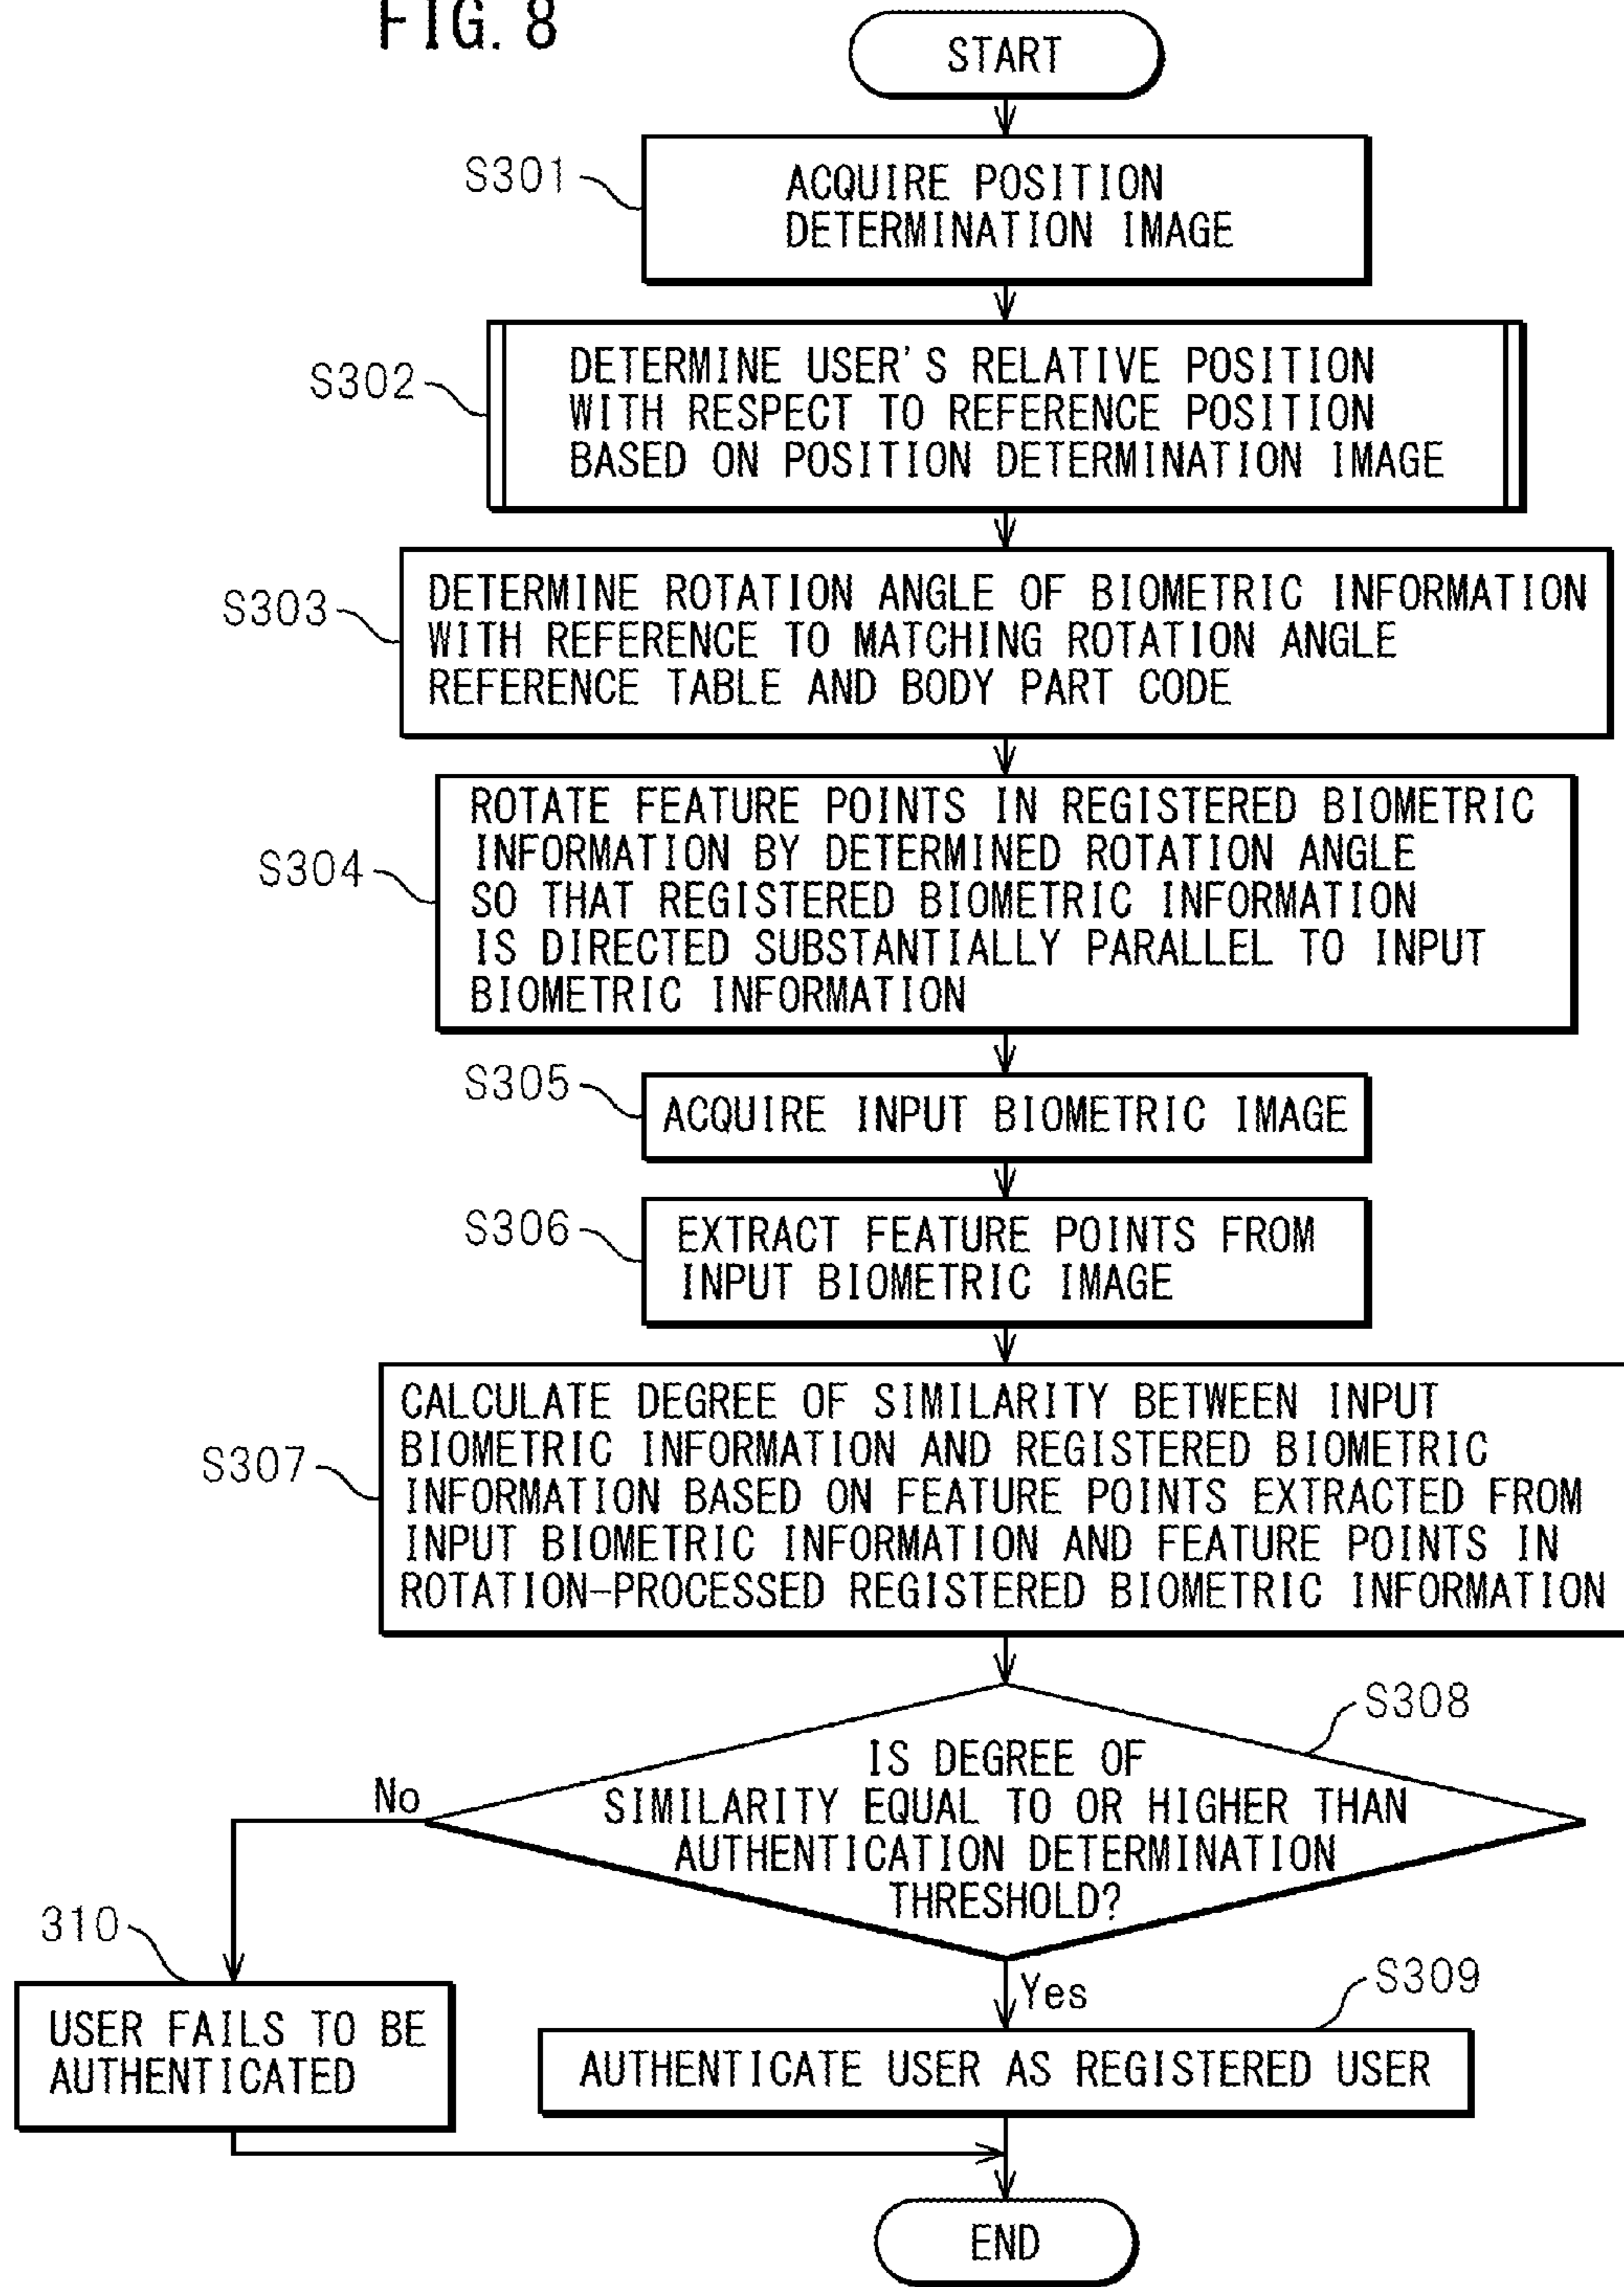 FIG. 8
START
S301
ACQUIRE POSITION
DETERMINATION IMAGE
S302
DETERMINE USER'S RELATIVE POSITION
WITH RESPECT TO REFERENCE POSITION
BASED ON POSITION DETERMINATION IMAGE
S303
DETERMINE ROTATION ANGLE OF BIOMETRIC INFORMATION
WITH REFERENCE TO MATCHING ROTATION ANGLE
REFERENCE TABLE AND BODY PART CODE
S304
ROTATE FEATURE POINTS IN REGISTERED BIOMETRIC
INFORMATION BY DETERMINED ROTATION ANGLE
SO THAT REGISTERED BIOMETRIC INFORMATION
IS DIRECTED SUBSTANTIALLY PARALLEL TO INPUT
BIOMETRIC INFORMATION
S305
ACQUIRE INPUT BIOMETRIC IMAGE
S306
EXTRACT FEATURE POINTS FROM
INPUT BIOMETRIC IMAGE
S307
CALCULATE DEGREE OF SIMILARITY BETWEEN INPUT
BIOMETRIC INFORMATION AND REGISTERED BIOMETRIC
INFORMATION BASED ON FEATURE POINTS EXTRACTED FROM
INPUT BIOMETRIC INFORMATION AND FEATURE POINTS IN
ROTATION-PROCESSED REGISTERED BIOMETRIC INFORMATION
S308
IS DEGREE OF
SIMILARITY EQUAL TO OR HIGHER THAN
AUTHENTICATION DETERMINATION
THRESHOLD?
No
310
USER FAILS TO BE
AUTHENTICATED
Yes
S309
AUTHENTICATE USER AS REGISTERED USER
END